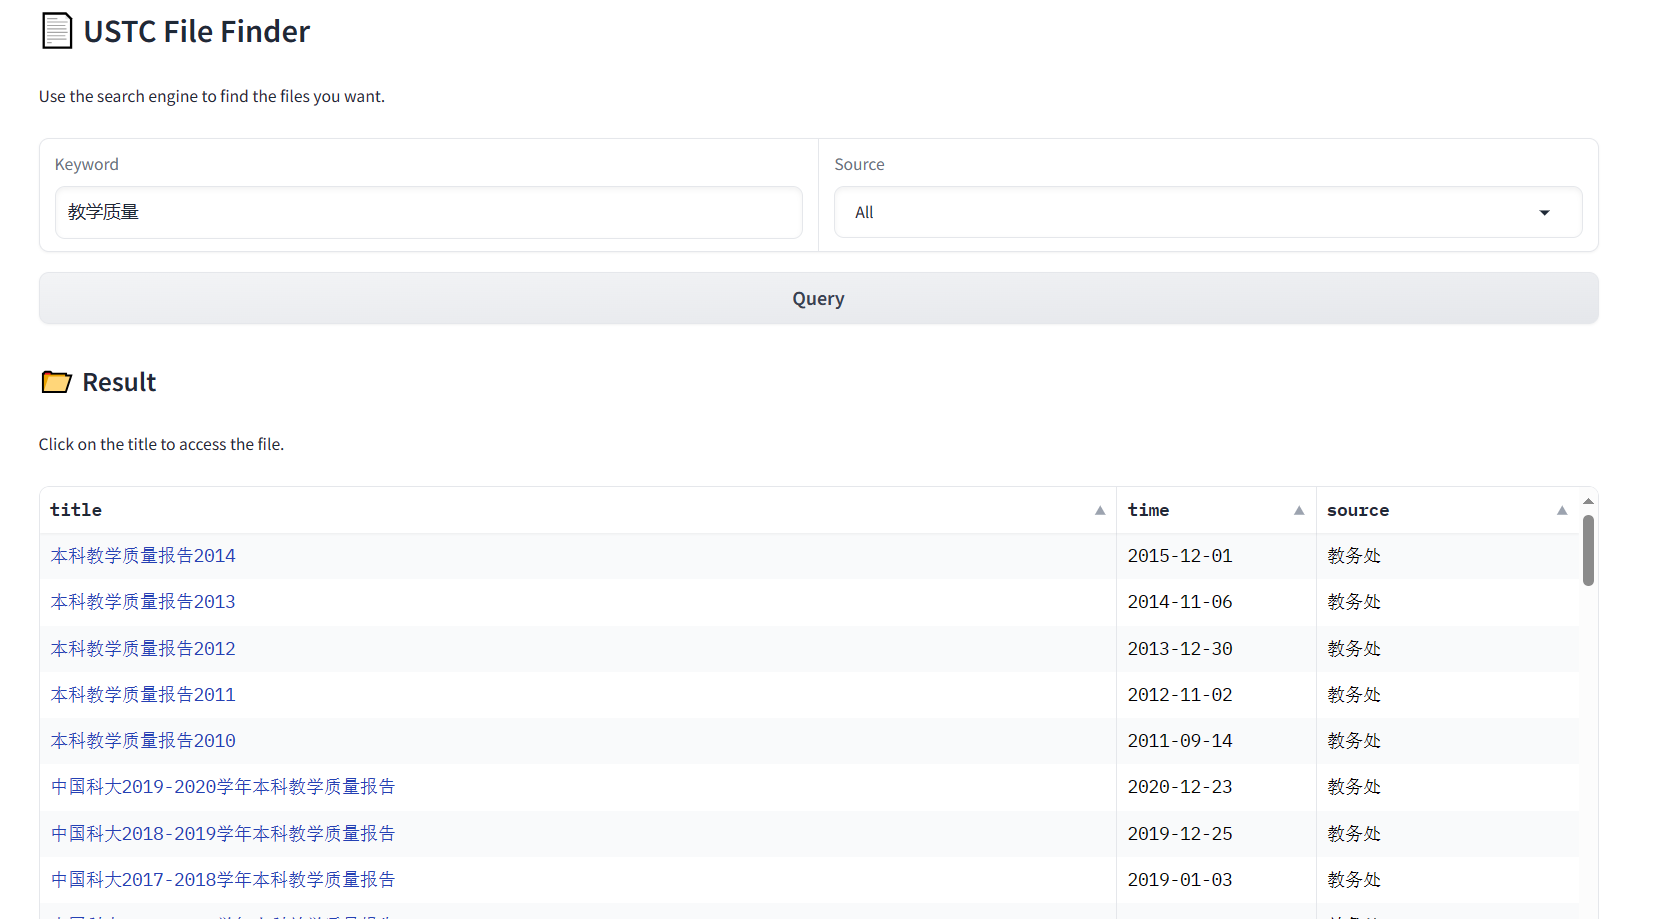 USTC File Finder
Use the search engine to find the files you want.
Keyword Source
教学质量 All
Query
Result
Click on the title to access the file.
title time source
本科教学质量报告2014 2015-12-01 教务处
本科教学质量报告2013 2014-11-06 教务处
本科教学质量报告2012 2013-12-30 教务处
本科教学质量报告2011 2012-11-02 教务处
本科教学质量报告2010 2011-09-14 教务处
中国科大2019-2020学年本科教学质量报告 2020-12-23 教务处
中国科大2018-2019学年本科教学质量报告 2019-12-25 教务处
中国科大2017-2018学年本科教学质量报告 2019-01-03 教务处